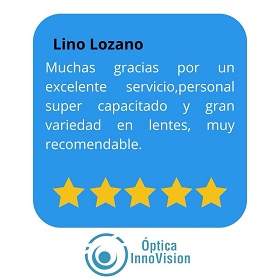 Lino Lozano
Muchas gracias por un
excelente servicio,personal
super capacitado y gran
variedad en lentes, muy
recomendable.
Óptica
InnoVision